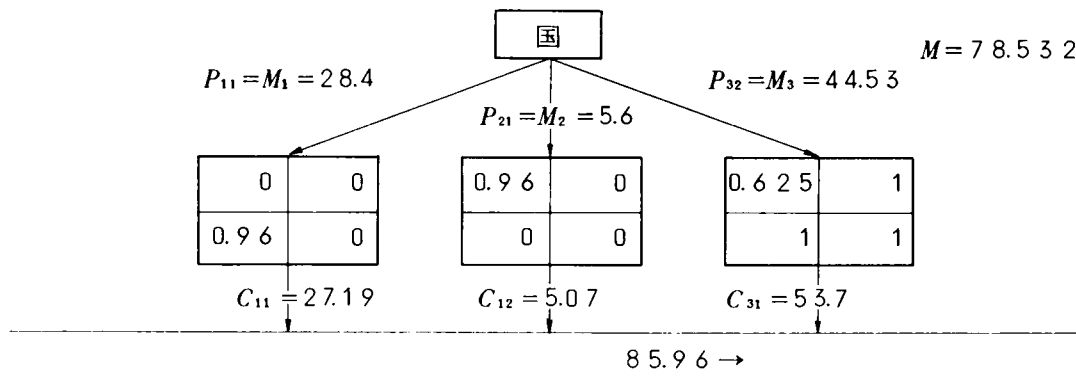 国
M=78.532
P₁₁=M₁=28.4
P₃₂=M₃=44.53
P₂₁=M₂=5.6
0 0
0.96 0
0.96 0
0 0
0.625 1
1 1
C₁₁=27.19
C₁₂=5.07
C₃₁=53.7
85.96 →